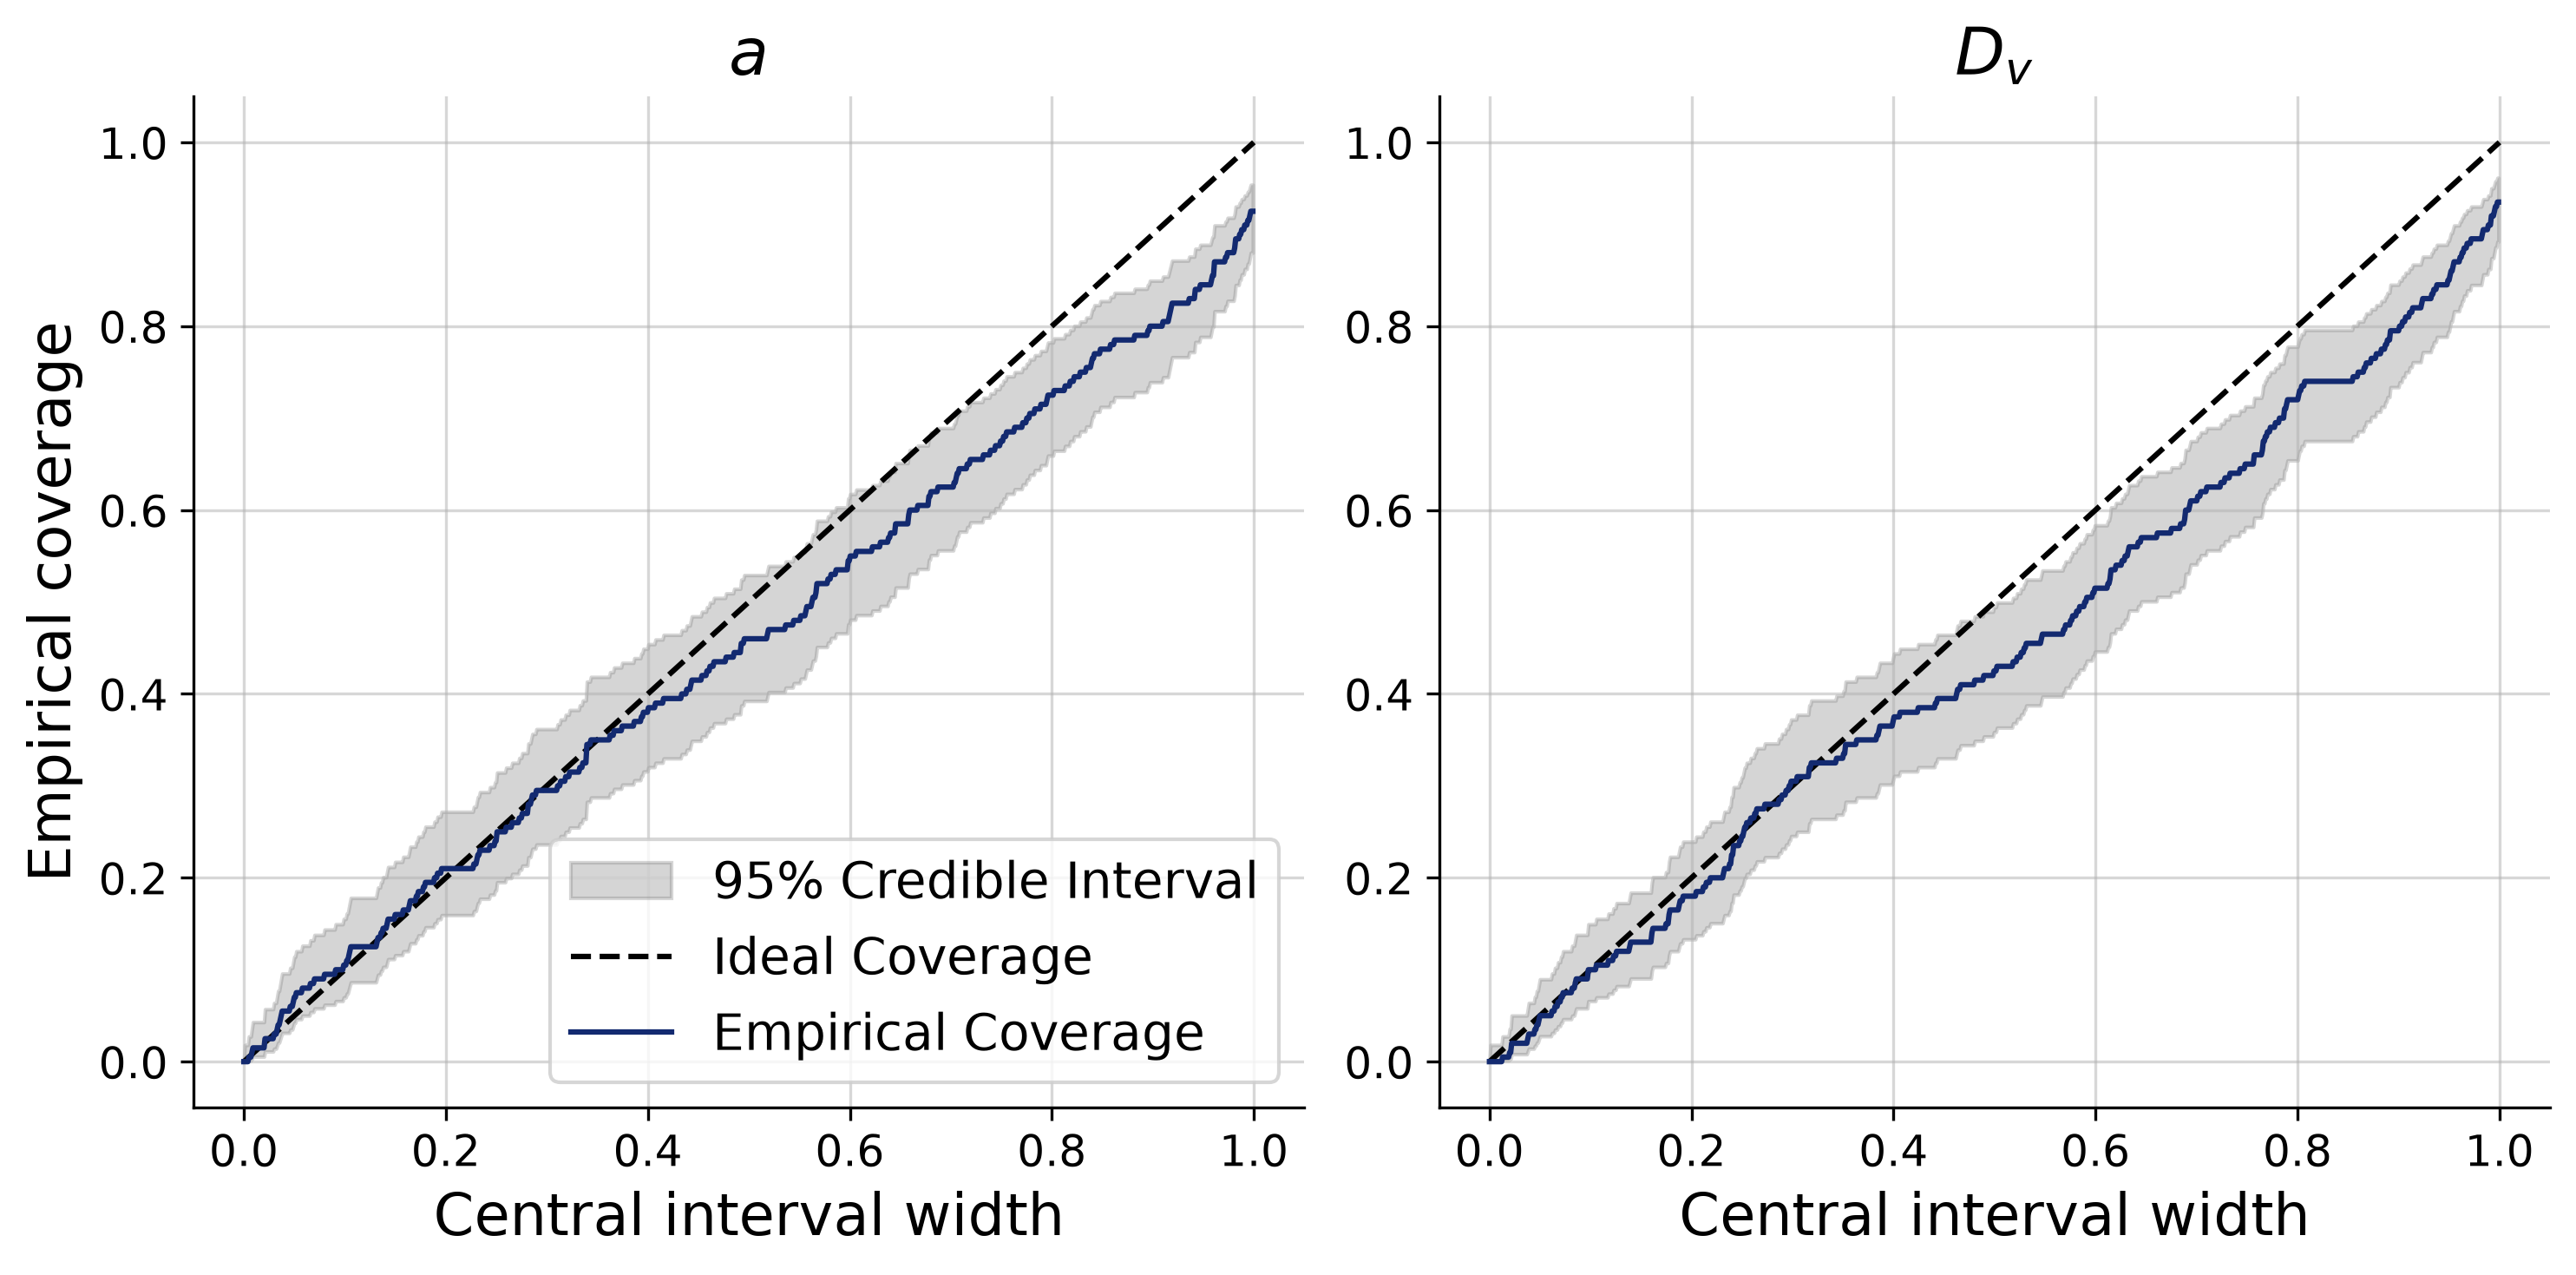 a
Empirical coverage
1.0
0.8
0.6
0.4
0.2
0.0
0.0 0.2 0.4 0.6 0.8 1.0
Central interval width
95% Credible Interval
Ideal Coverage
Empirical Coverage
D_v
1.0
0.8
0.6
0.4
0.2
0.0
0.0 0.2 0.4 0.6 0.8 1.0
Central interval width